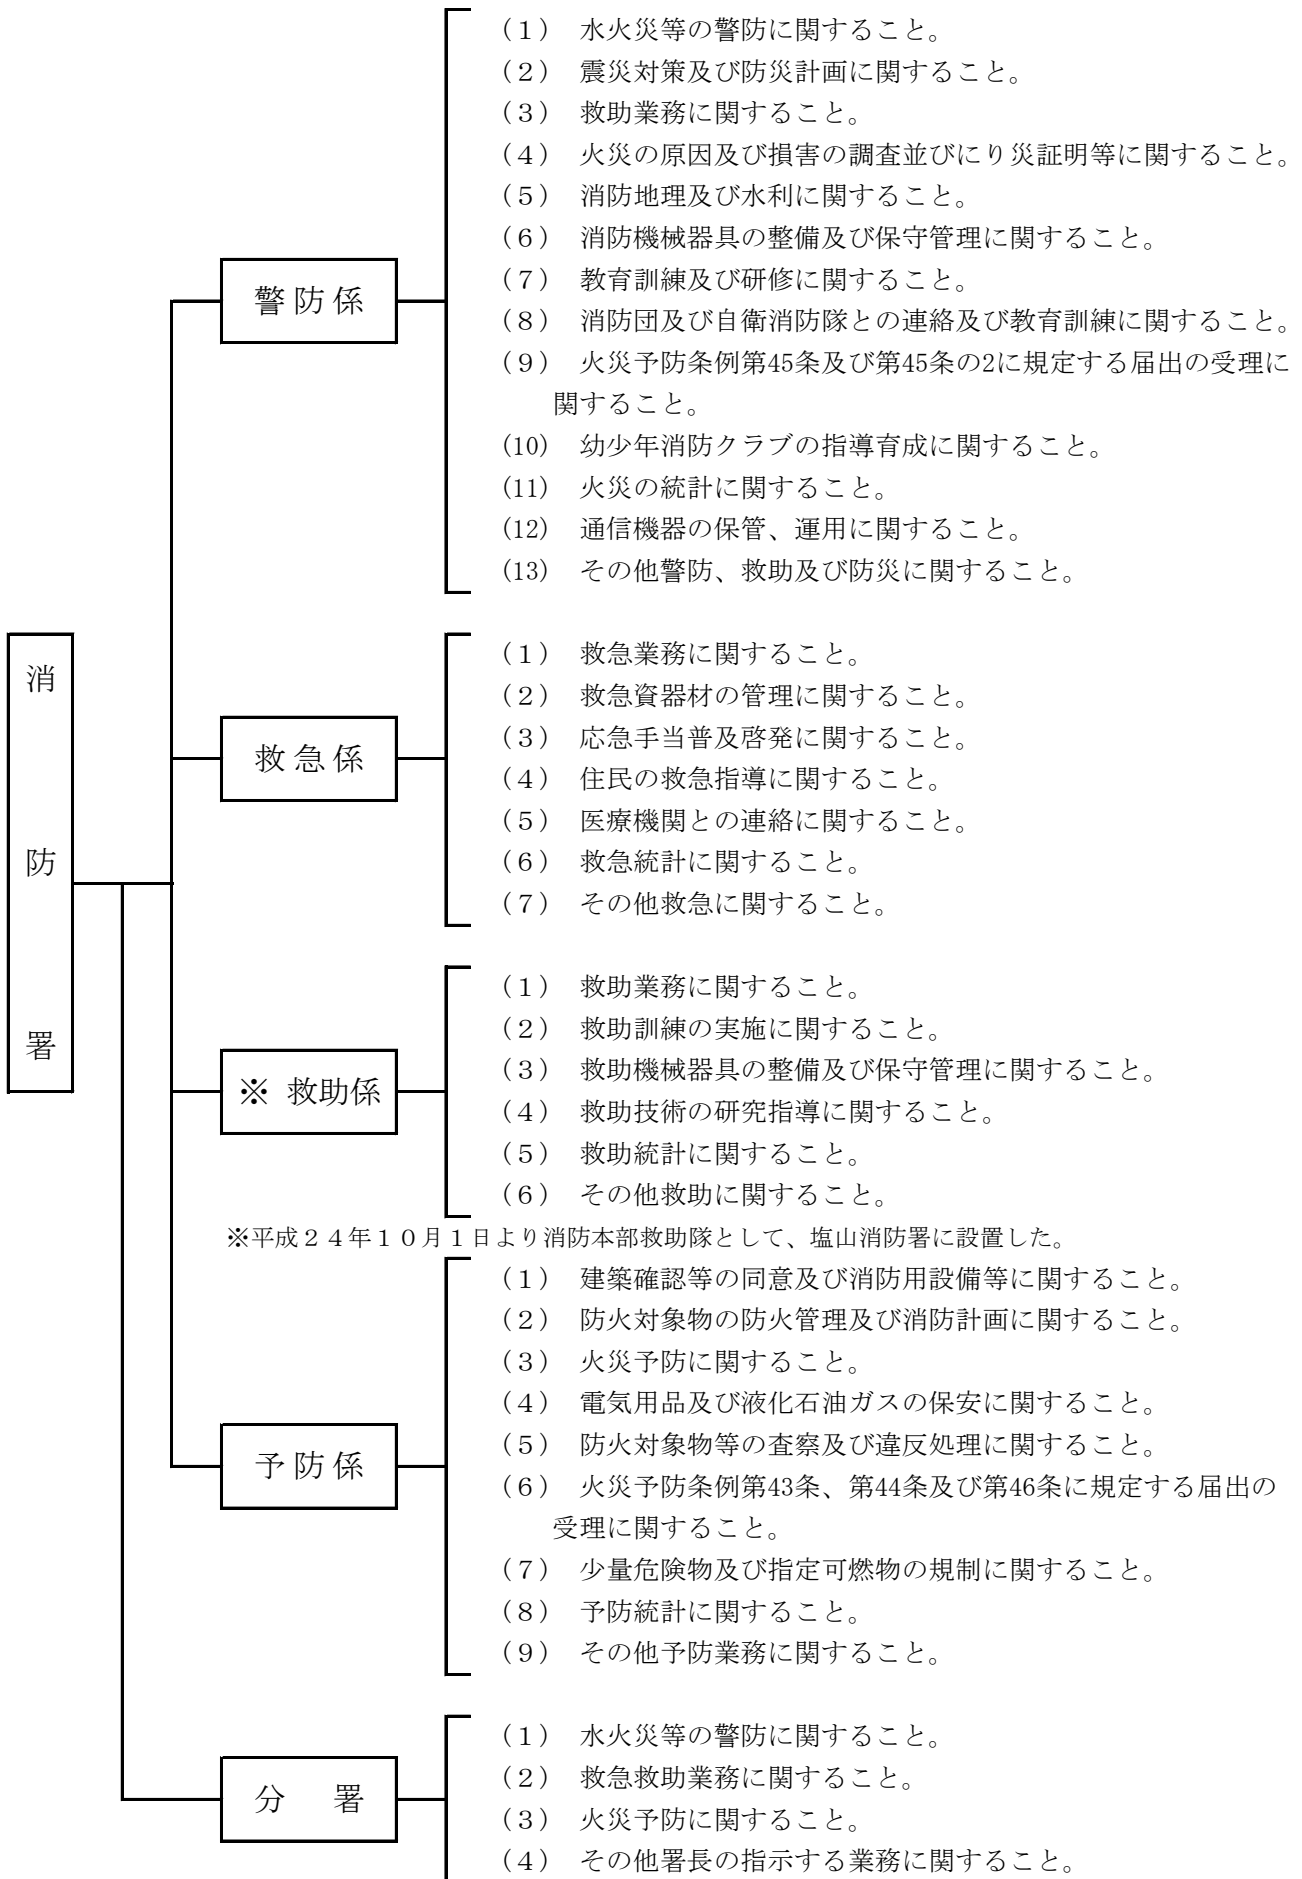 消防署
警防係
（１）　水火災等の警防に関すること。
（２）　震災対策及び防災計画に関すること。
（３）　救助業務に関すること。
（４）　火災の原因及び損害の調査並びにり災証明等に関すること。
（５）　消防地理及び水利に関すること。
（６）　消防機械器具の整備及び保守管理に関すること。
（７）　教育訓練及び研修に関すること。
（８）　消防団及び自衛消防隊との連絡及び教育訓練に関すること。
（９）　火災予防条例第45条及び第45条の2に規定する届出の受理に
関すること。
(10)　幼少年消防クラブの指導育成に関すること。
(11)　火災の統計に関すること。
(12)　通信機器の保管、運用に関すること。
(13)　その他警防、救助及び防災に関すること。
救急係
（１）　救急業務に関すること。
（２）　救急資器材の管理に関すること。
（３）　応急手当普及啓発に関すること。
（４）　住民の救急指導に関すること。
（５）　医療機関との連絡に関すること。
（６）　救急統計に関すること。
（７）　その他救急に関すること。
※ 救助係
（１）　救助業務に関すること。
（２）　救助訓練の実施に関すること。
（３）　救助機械器具の整備及び保守管理に関すること。
（４）　救助技術の研究指導に関すること。
（５）　救助統計に関すること。
（６）　その他救助に関すること。
※平成２４年１０月１日より消防本部救助隊として、塩山消防署に設置した。
予防係
（１）　建築確認等の同意及び消防用設備等に関すること。
（２）　防火対象物の防火管理及び消防計画に関すること。
（３）　火災予防に関すること。
（４）　電気用品及び液化石油ガスの保安に関すること。
（５）　防火対象物等の査察及び違反処理に関すること。
（６）　火災予防条例第43条、第44条及び第46条に規定する届出の
受理に関すること。
（７）　少量危険物及び指定可燃物の規制に関すること。
（８）　予防統計に関すること。
（９）　その他予防業務に関すること。
分　署
（１）　水火災等の警防に関すること。
（２）　救急救助業務に関すること。
（３）　火災予防に関すること。
（４）　その他署長の指示する業務に関すること。